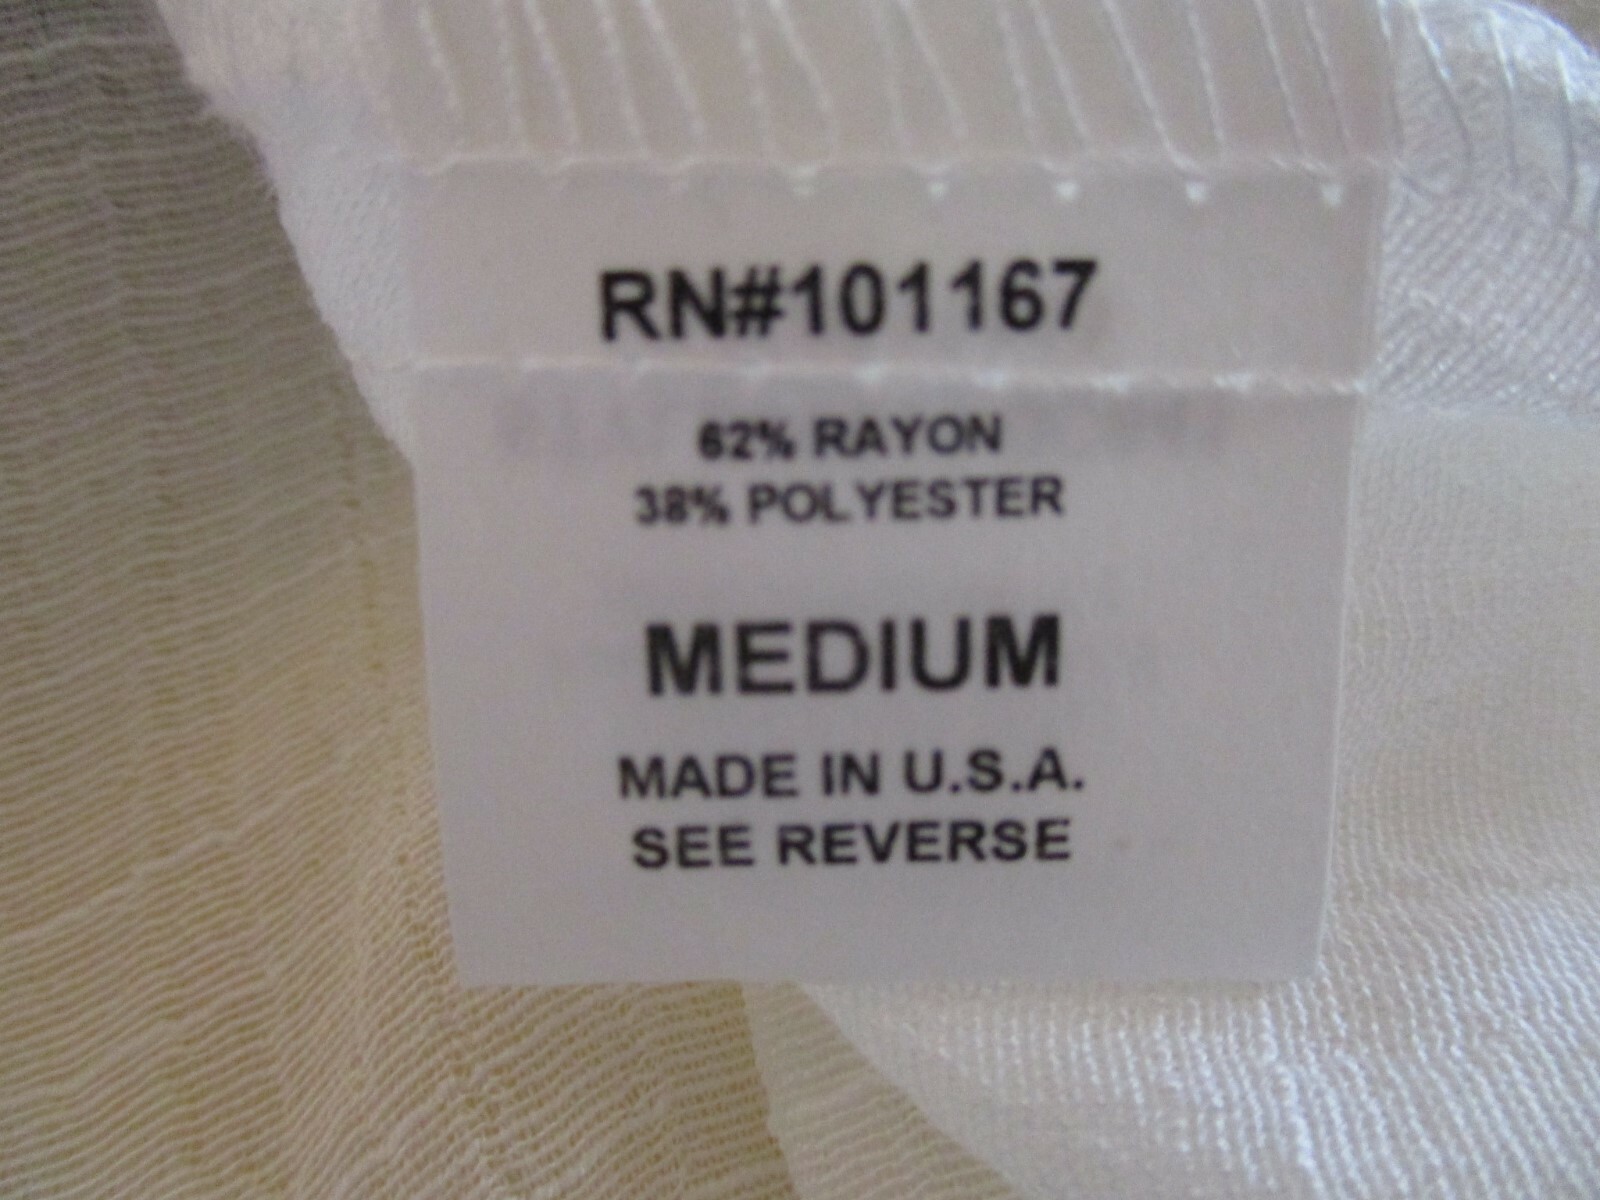 RN#101167
62% RAYON
38% POLYESTER
MEDIUM
MADE IN U.S.A.
SEE REVERSE